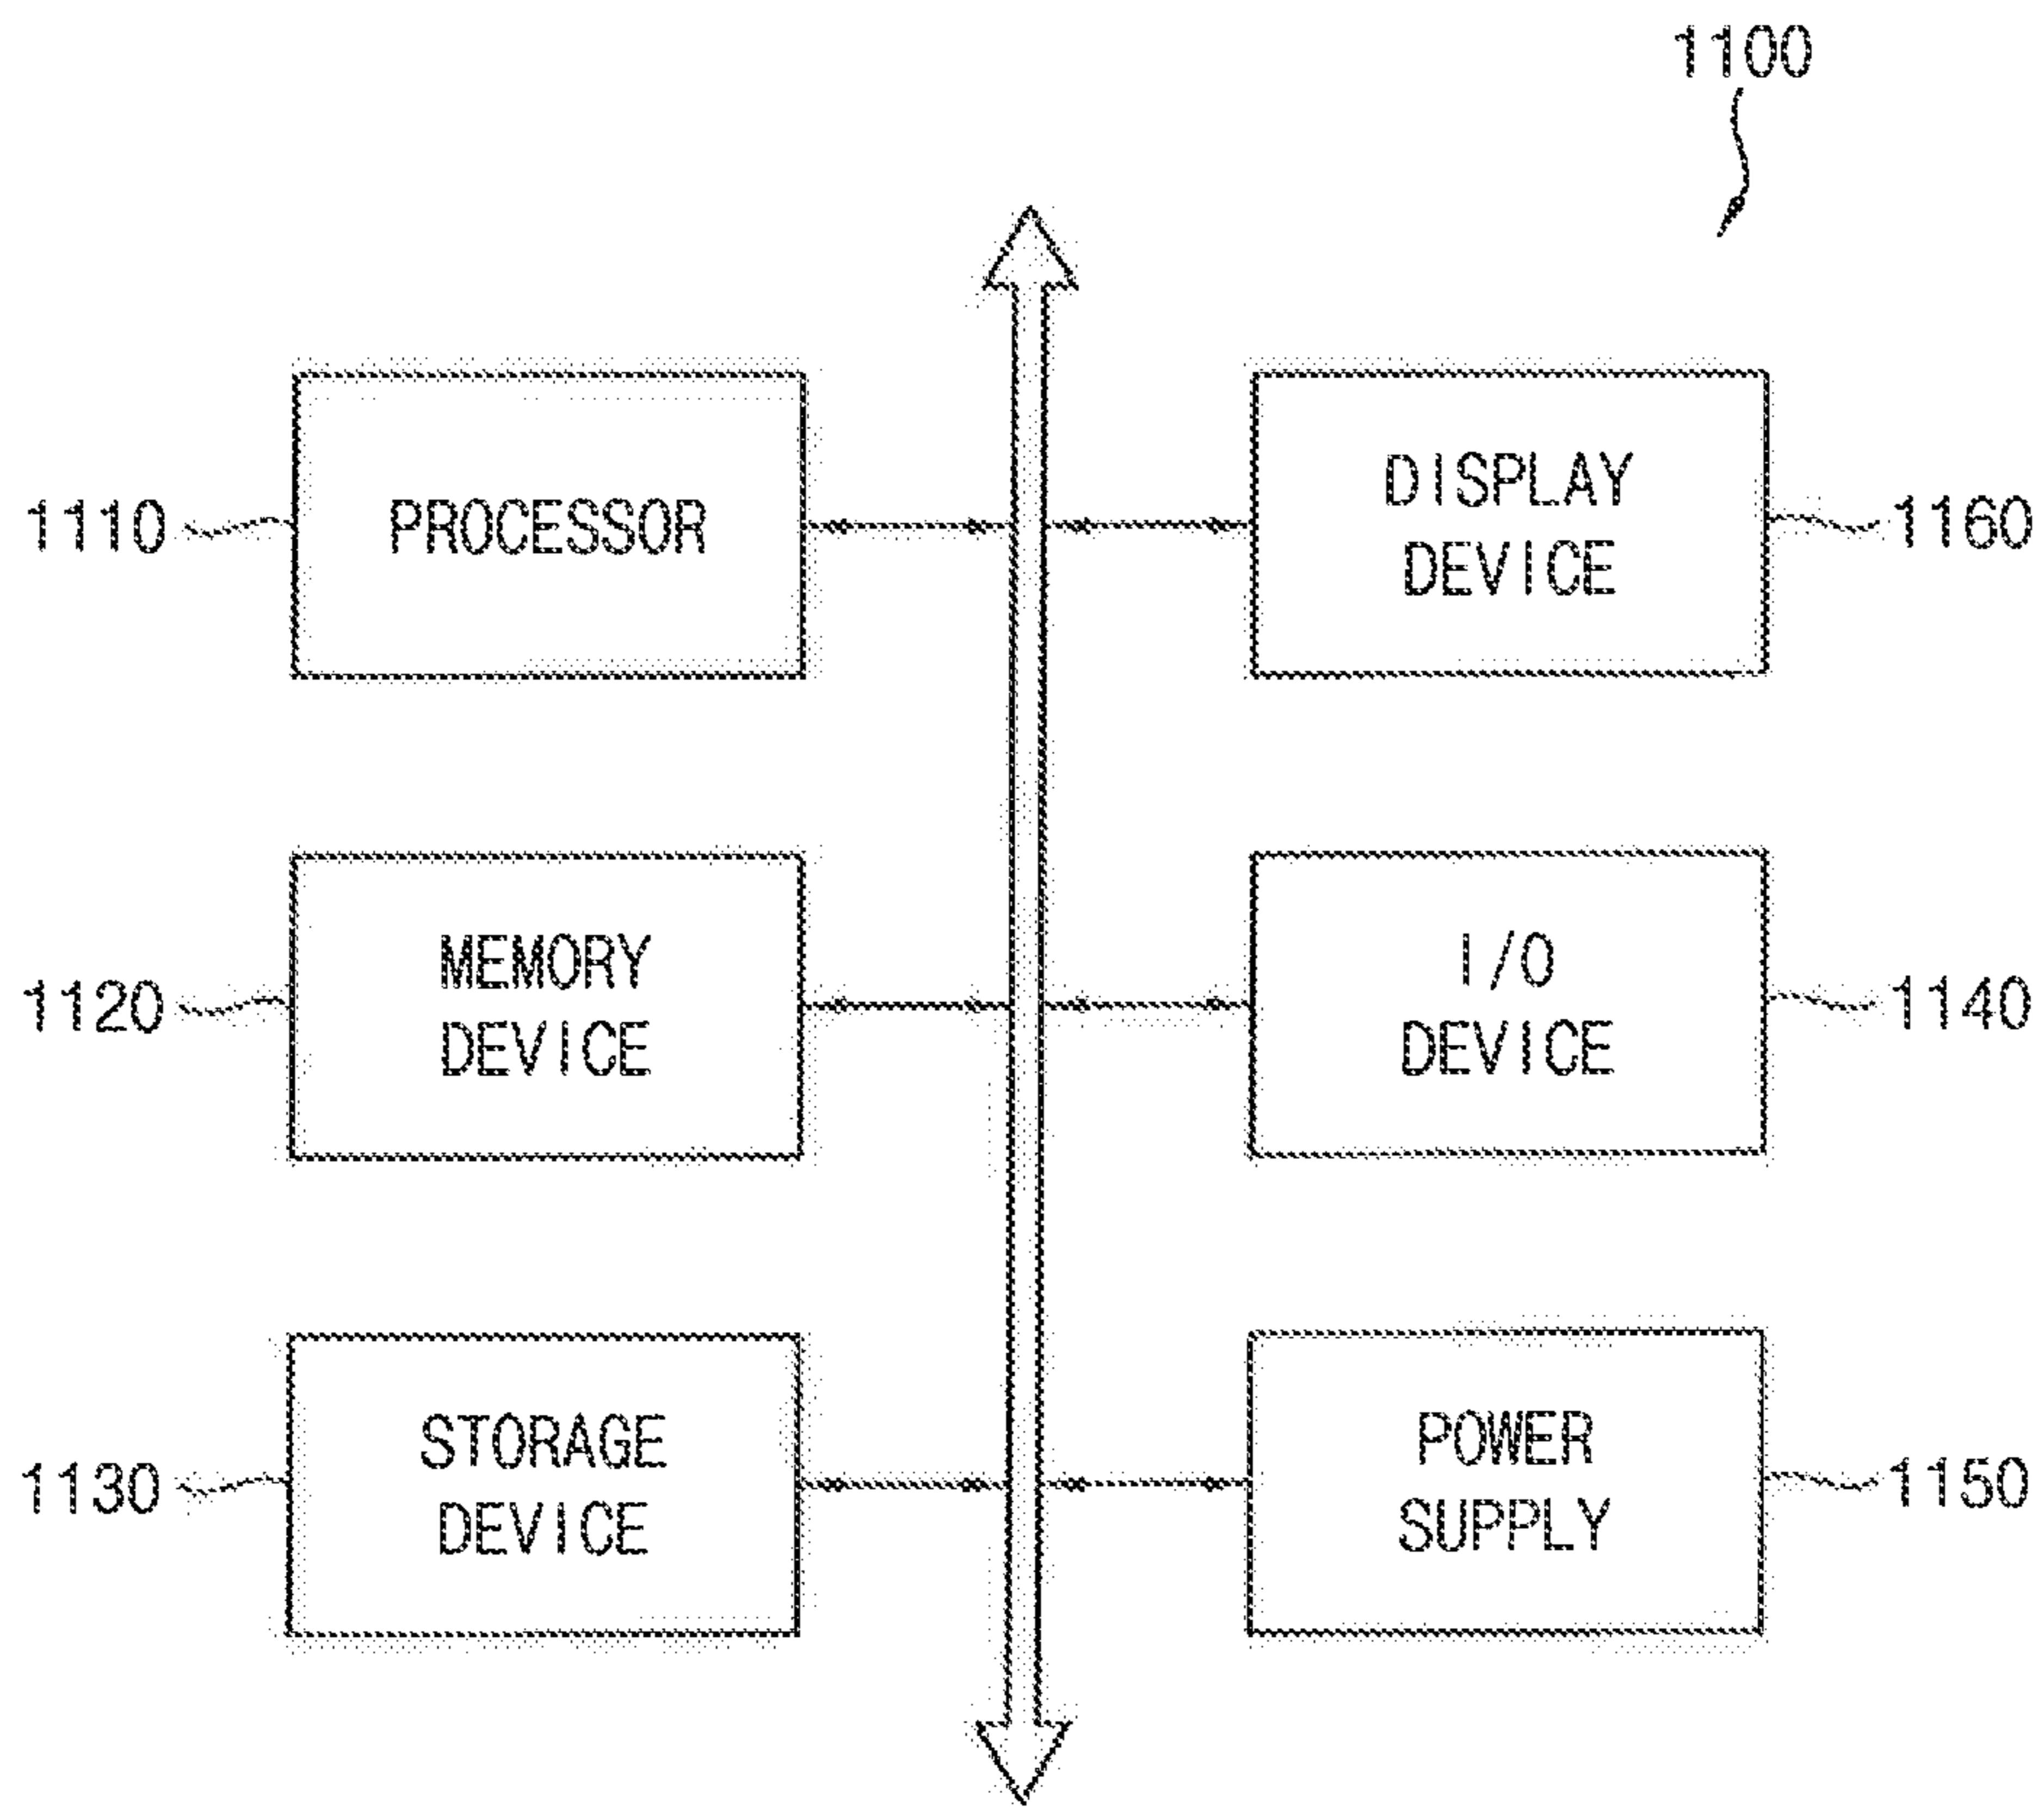 1100
1110
PROCESSOR
DISPLAY
DEVICE
1160
1120
MEMORY
DEVICE
I/O
DEVICE
1140
1130
STORAGE
DEVICE
POWER
SUPPLY
1150